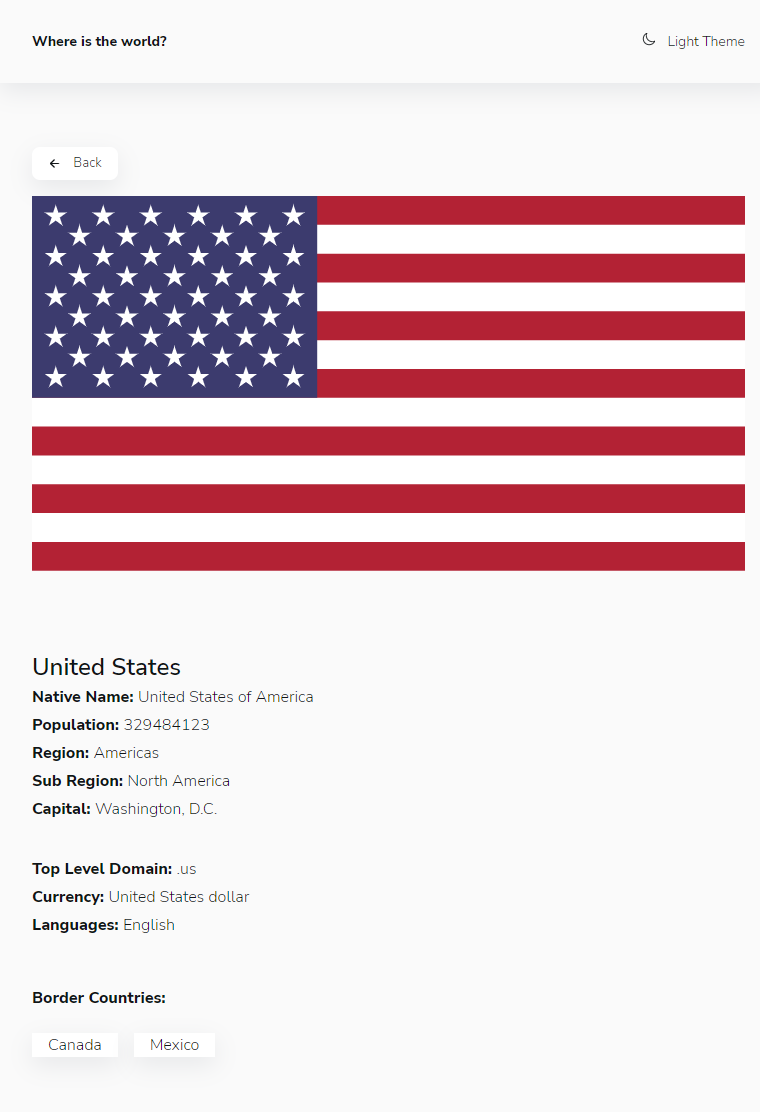 Where is the world?
Light Theme
Back
United States
Native Name: United States of America
Population: 329484123
Region: Americas
Sub Region: North America
Capital: Washington, D.C.
Top Level Domain: .us
Currency: United States dollar
Languages: English
Border Countries:
Canada Mexico